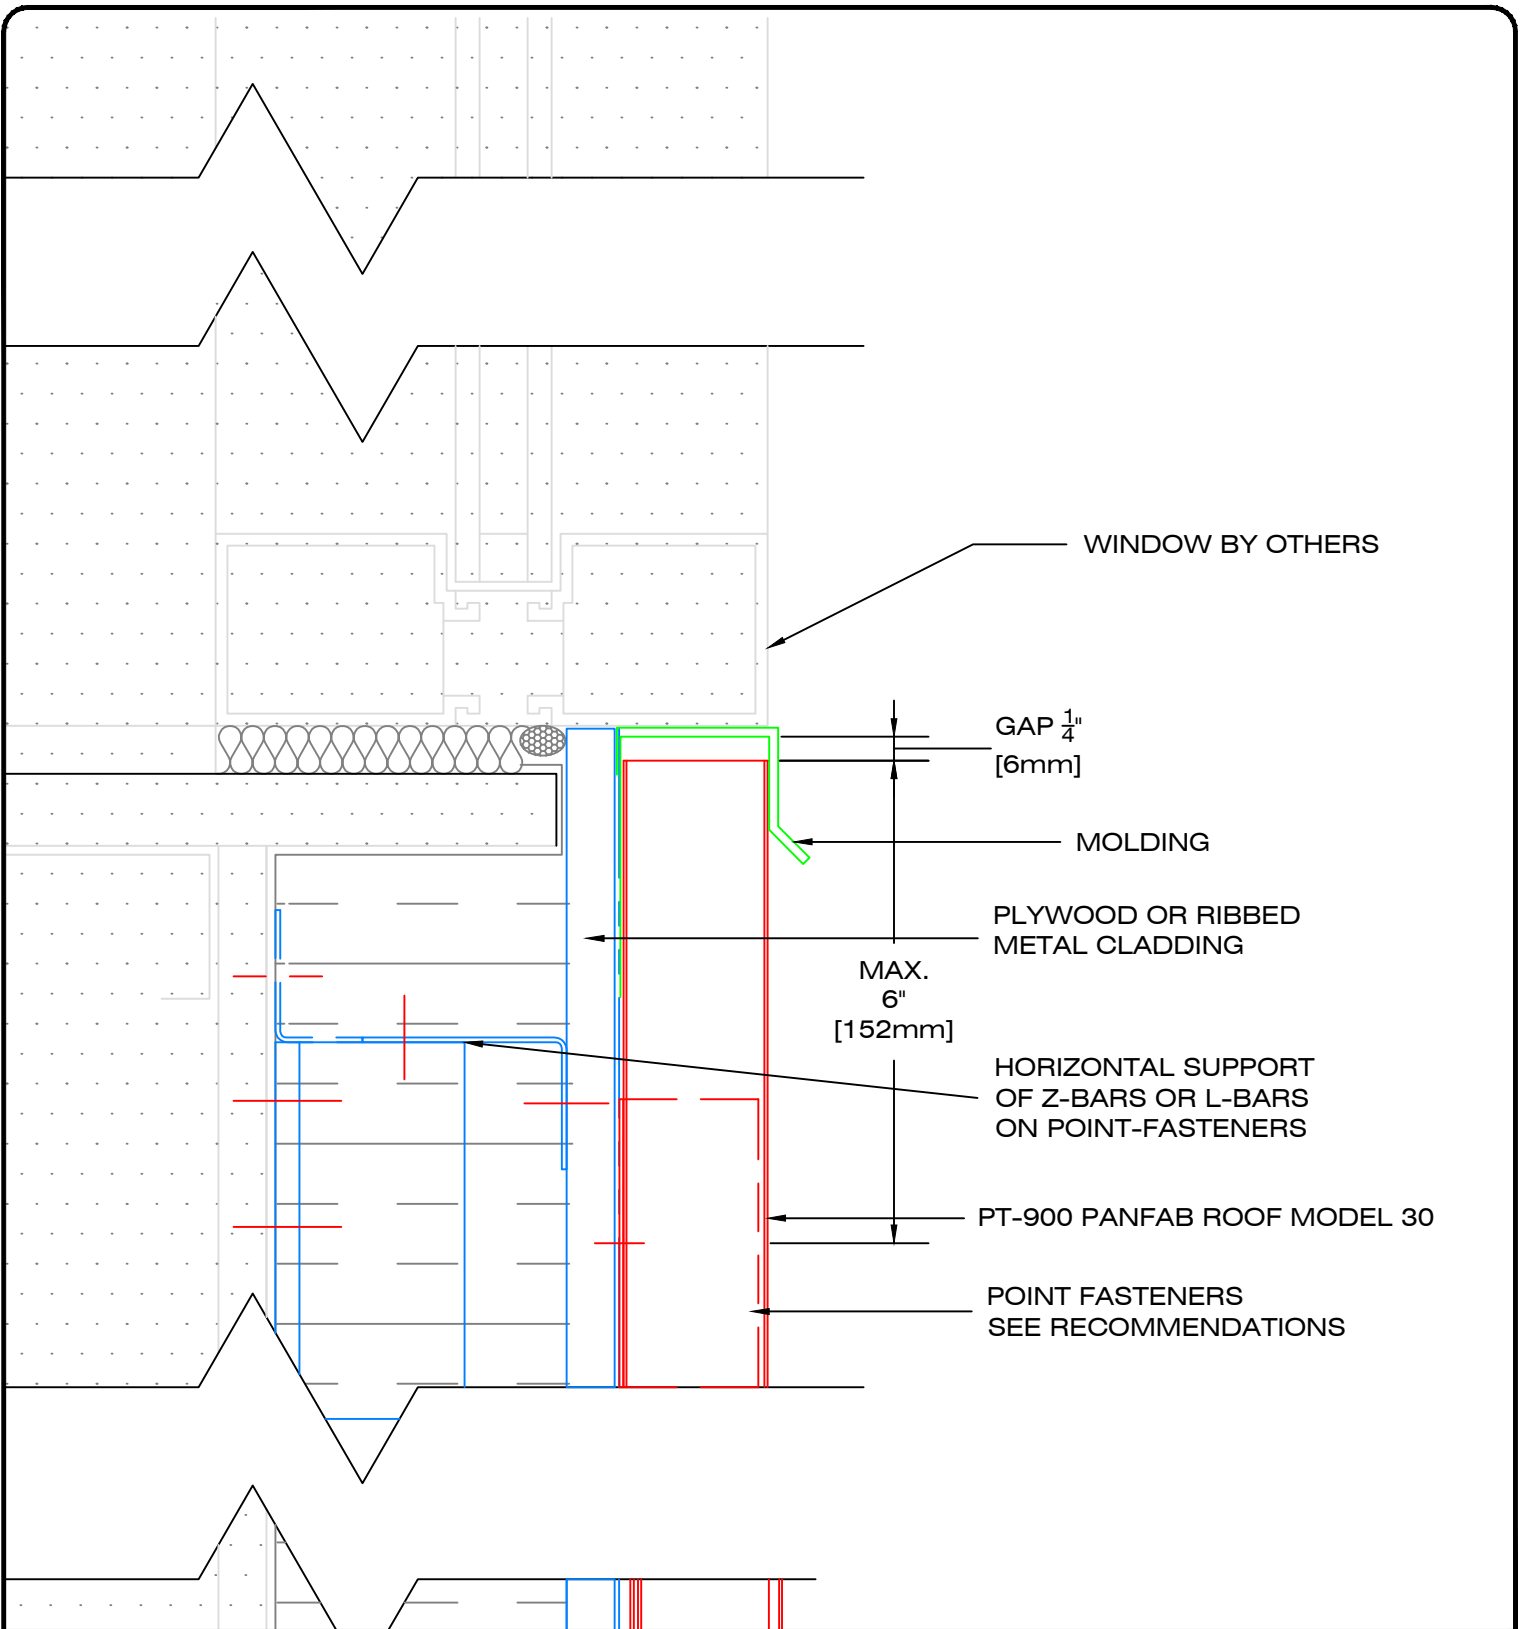 WINDOW BY OTHERS
GAP 1/4"
[6mm]
MOLDING
PLYWOOD OR RIBBED
METAL CLADDING
MAX.
6"
[152mm]
HORIZONTAL SUPPORT
OF Z-BARS OR L-BARS
ON POINT-FASTENERS
PT-900 PANFAB ROOF MODEL 30
POINT FASTENERS
SEE RECOMMENDATIONS